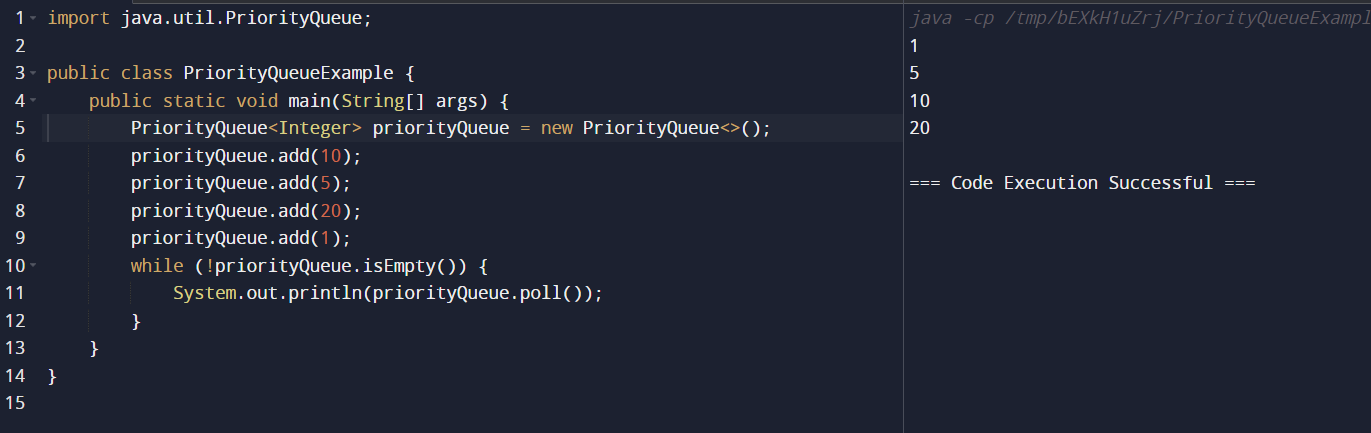 1 import java.util.PriorityQueue;
2
3 public class PriorityQueueExample {
4     public static void main(String[] args) {
5         PriorityQueue<Integer> priorityQueue = new PriorityQueue<>();
6         priorityQueue.add(10);
7         priorityQueue.add(5);
8         priorityQueue.add(20);
9         priorityQueue.add(1);
10         while (!priorityQueue.isEmpty()) {
11             System.out.println(priorityQueue.poll());
12         }
13     }
14 }
15
java -cp /tmp/bEXkH1uZrj/PriorityQueueExampl
1
5
10
20
=== Code Execution Successful ===